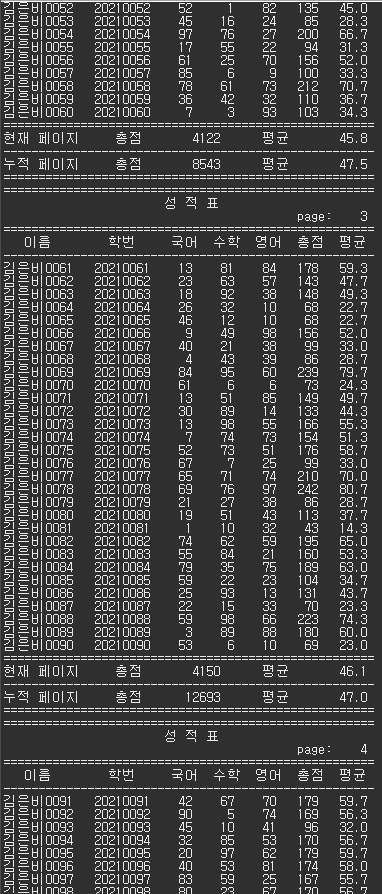 김은비0052 20210052 52 1 82 135 45.0
김은비0053 20210053 45 16 24 85 28.3
김은비0054 20210054 97 76 27 200 66.7
김은비0055 20210055 17 55 22 94 31.3
김은비0056 20210056 61 25 70 156 52.0
김은비0057 20210057 85 6 9 100 33.3
김은비0058 20210058 78 61 73 212 70.7
김은비0059 20210059 36 42 32 110 36.7
김은비0060 20210060 7 3 93 103 34.3
현재 페이지 총점 4122 평균 45.8
누적 페이지 총점 8543 평균 47.5
성 적 표
page: 3
이름 학번 국어 수학 영어 총점 평균
김은비0061 20210061 13 81 84 178 59.3
김은비0062 20210062 23 63 57 143 47.7
김은비0063 20210063 18 92 38 148 49.3
김은비0064 20210064 26 32 10 68 22.7
김은비0065 20210065 46 12 10 68 22.7
김은비0066 20210066 9 49 98 156 52.0
김은비0067 20210067 40 21 38 99 33.0
김은비0068 20210068 4 43 39 86 28.7
김은비0069 20210069 84 95 60 239 79.7
김은비0070 20210070 61 6 6 73 24.3
김은비0071 20210071 13 51 85 149 49.7
김은비0072 20210072 30 89 14 133 44.3
김은비0073 20210073 13 98 55 166 55.3
김은비0074 20210074 7 74 73 154 51.3
김은비0075 20210075 52 73 51 176 58.7
김은비0076 20210076 67 7 25 99 33.0
김은비0077 20210077 65 71 74 210 70.0
김은비0078 20210078 69 76 97 242 80.7
김은비0079 20210079 21 27 38 86 28.7
김은비0080 20210080 19 51 43 113 37.7
김은비0081 20210081 1 10 32 43 14.3
김은비0082 20210082 74 62 59 195 65.0
김은비0083 20210083 55 84 21 160 53.3
김은비0084 20210084 79 35 75 189 63.0
김은비0085 20210085 59 22 23 104 34.7
김은비0086 20210086 25 93 13 131 43.7
김은비0087 20210087 22 15 33 70 23.3
김은비0088 20210088 59 98 66 223 74.3
김은비0089 20210089 3 89 88 180 60.0
김은비0090 20210090 53 6 10 69 23.0
현재 페이지 총점 4150 평균 46.1
누적 페이지 총점 12693 평균 47.0
성 적 표
page: 4
이름 학번 국어 수학 영어 총점 평균
김은비0091 20210091 42 67 70 179 59.7
김은비0092 20210092 90 5 74 169 56.3
김은비0093 20210093 45 10 41 96 32.0
김은비0094 20210094 32 85 53 170 56.7
김은비0095 20210095 20 97 62 179 59.7
김은비0096 20210096 40 53 81 174 58.0
김은비0097 20210097 83 59 25 167 55.7
김은비0098 20210098 80 23 67 170 56.7